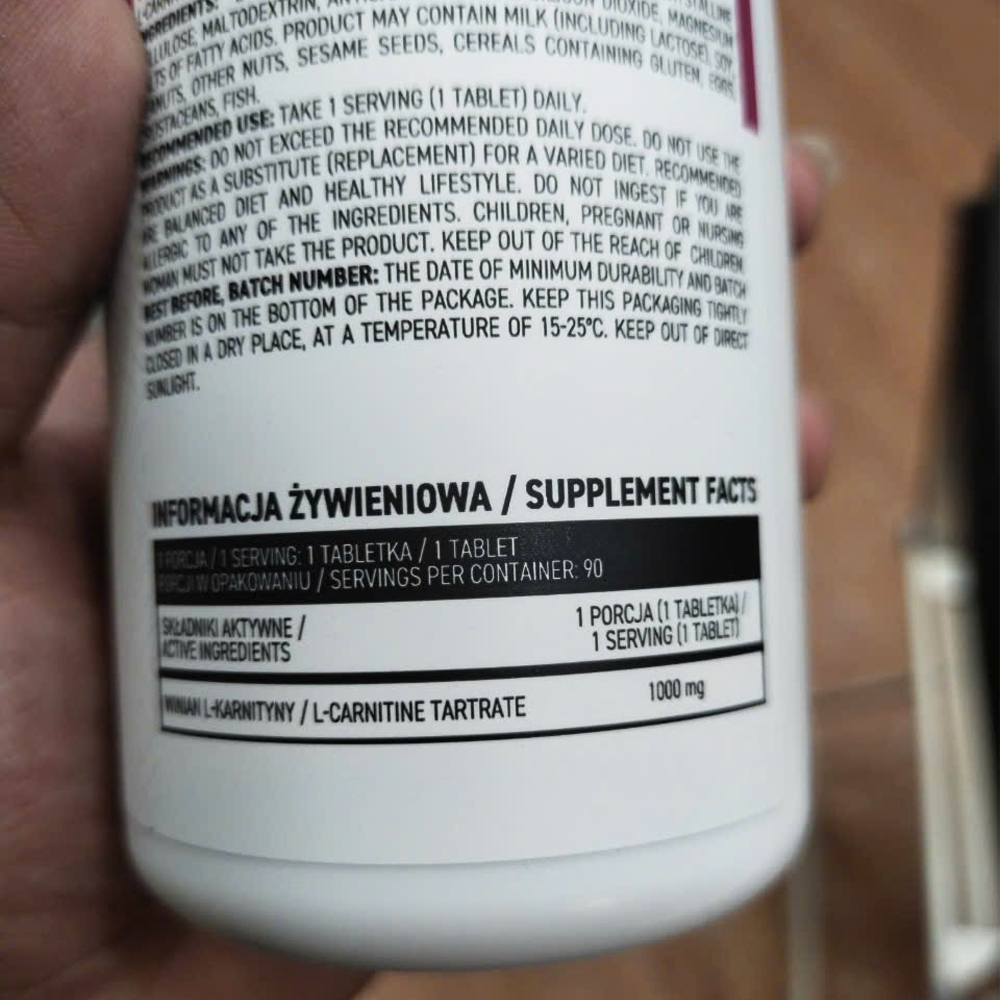 INGREDIENTS:
MALTODEXTRIN, DIOXIDE, MAGNESIUM
TS OF FATTY ACIDS. PRODUCT MAY CONTAIN MILK (INCLUDING LACTOSE), SOY,
NUTS, OTHER NUTS, SESAME SEEDS, CEREALS CONTAINING GLUTEN, EGGS,
STACEANS, FISH.
RECOMMENDED USE: TAKE 1 SERVING (1 TABLET) DAILY.
WARNINGS: DO NOT EXCEED THE RECOMMENDED DAILY DOSE. DO NOT USE THE
PRODUCT AS A SUBSTITUTE (REPLACEMENT) FOR A VARIED DIET. RECOMMENDED
ARE BALANCED DIET AND HEALTHY LIFESTYLE. DO NOT INGEST IF YOU ARE
ALLERGIC TO ANY OF THE INGREDIENTS. CHILDREN, PREGNANT OR NURSING
WOMAN MUST NOT TAKE THE PRODUCT. KEEP OUT OF THE REACH OF CHILDREN.
BEST BEFORE, BATCH NUMBER: THE DATE OF MINIMUM DURABILITY AND BATCH
NUMBER IS ON THE BOTTOM OF THE PACKAGE. KEEP THIS PACKAGING TIGHTLY
CLOSED IN A DRY PLACE, AT A TEMPERATURE OF 15-25°C. KEEP OUT OF DIRECT
SUNLIGHT.
INFORMACJA ŻYWIENIOWA / SUPPLEMENT FACTS
1 PORCJA / 1 SERVING: 1 TABLETKA / 1 TABLET
PORCJI W OPAKOWANIU / SERVINGS PER CONTAINER: 90
SKŁADNIKI AKTYWNE /
ACTIVE INGREDIENTS
1 PORCJA (1 TABLETKA) /
1 SERVING (1 TABLET)
WINIAN L-KARNITYNY / L-CARNITINE TARTRATE
1000 mg